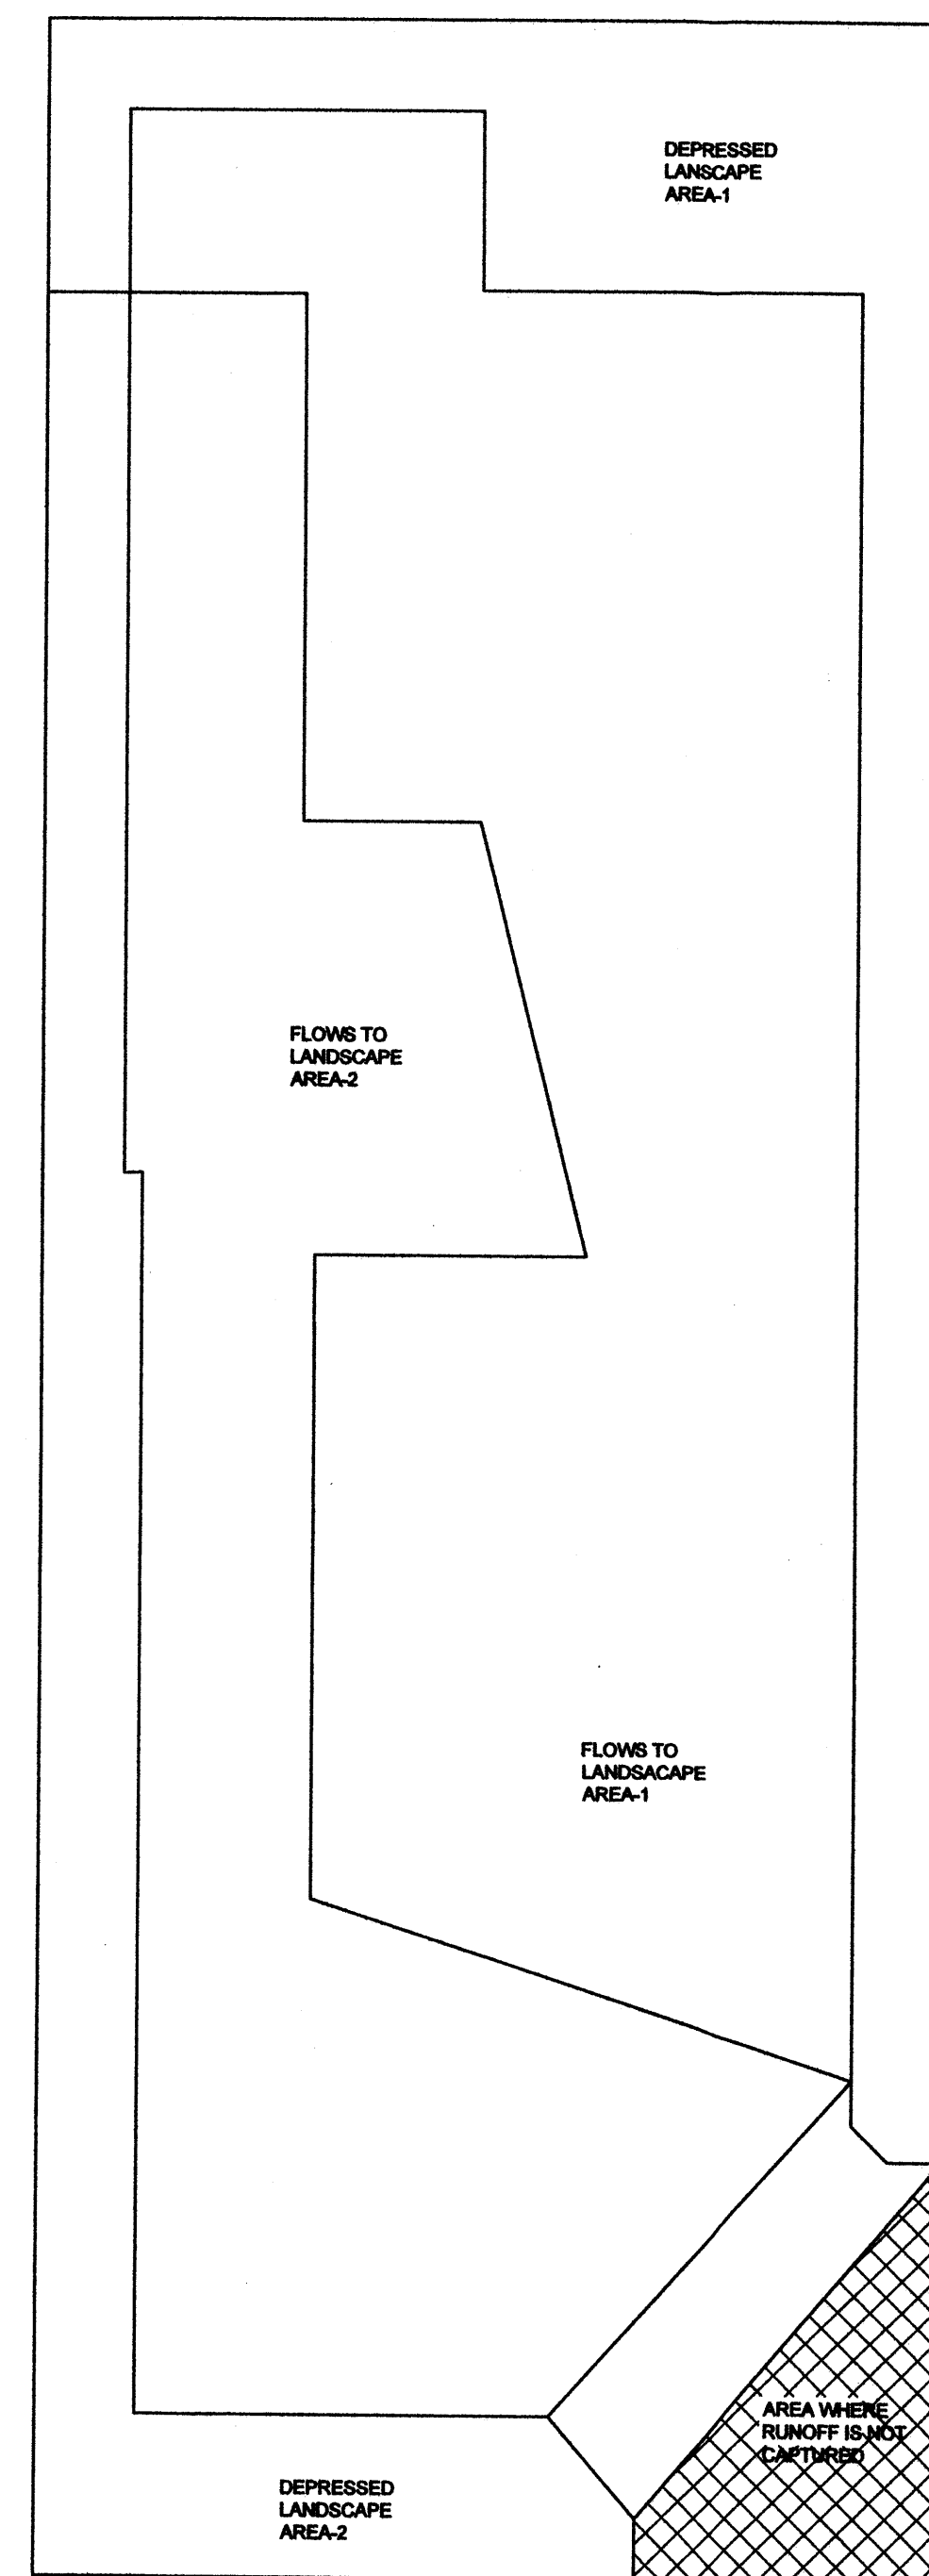 DEPRESSED
LANSCAPE
AREA-1
FLOWS TO
LANDSCAPE
AREA-2
FLOWS TO
LANDSACAPE
AREA-1
AREA WHERE
RUNOFF IS NOT
CAPTURED
DEPRESSED
LANDSCAPE
AREA-2